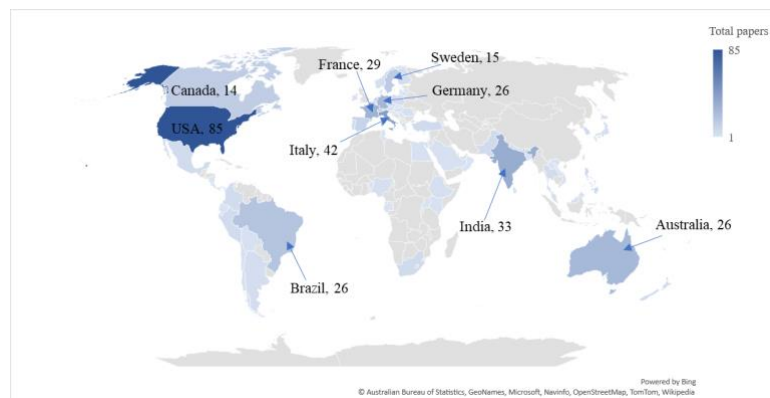 Total papers
85
1
Sweden, 15
France, 29
Canada, 14
Germany, 26
USA, 85
Italy, 42
India, 33
Australia, 26
Brazil, 26
Powered by Bing
© Australian Bureau of Statistics, GeoNames, Microsoft, Navinfo, OpenStreetMap, TomTom, Wikipedia